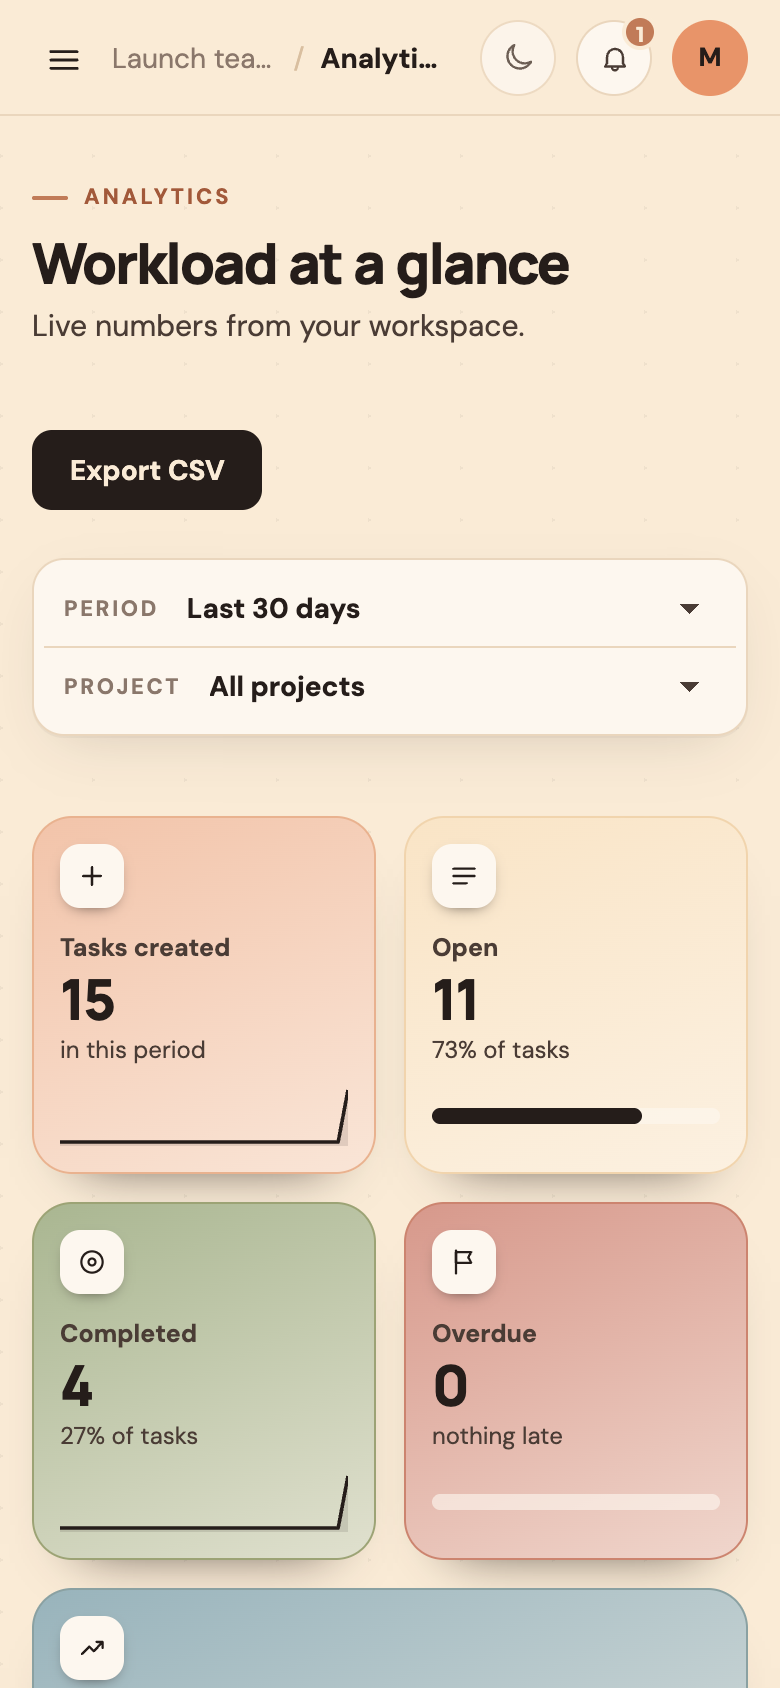 Launch tea... / Analyti...
1
M
ANALYTICS
Workload at a glance
Live numbers from your workspace.
Export CSV
PERIOD Last 30 days
PROJECT All projects
Tasks created
15
in this period
Open
11
73% of tasks
Completed
4
27% of tasks
Overdue
0
nothing late